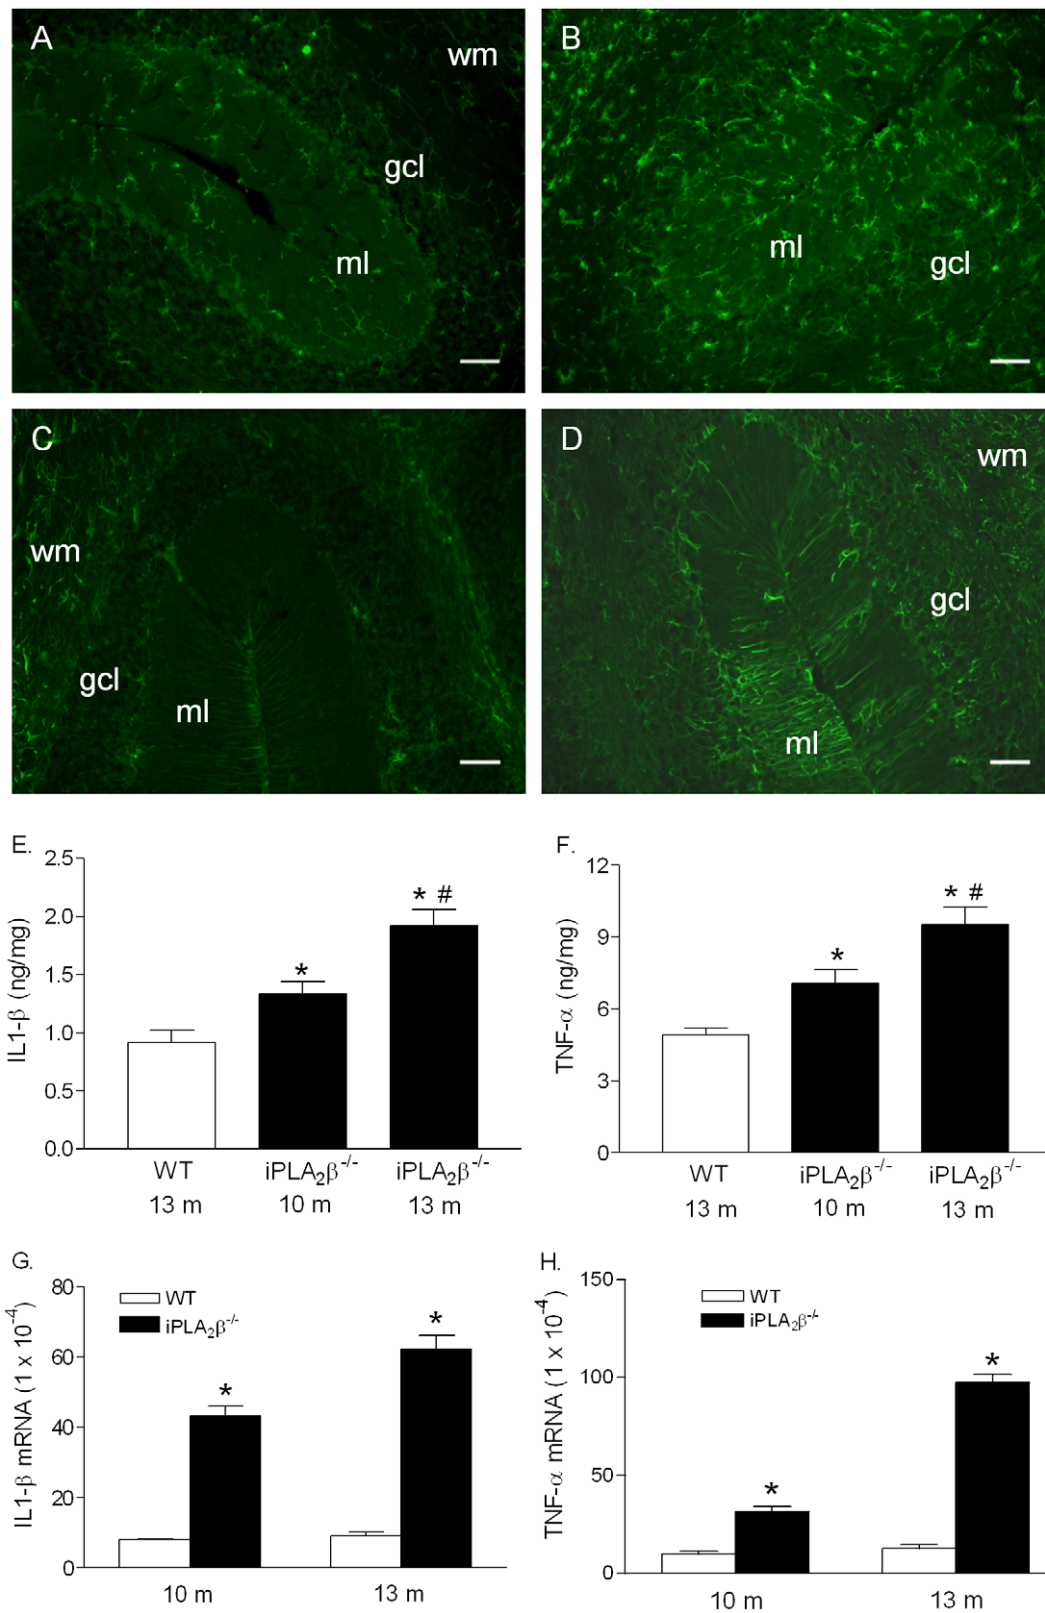 A
wm
gcl
ml
B
ml
gcl
C
wm
gcl
ml
D
wm
gcl
ml
E.
IL1-β (ng/mg)
2.5
2.0
1.5
1.0
0.5
0.0
*
* #
WT
iPLA₂β⁻/⁻
iPLA₂β⁻/⁻
13 m
10 m
13 m
F.
TNF-α (ng/mg)
12
9
6
3
0
*
* #
WT
iPLA₂β⁻/⁻
iPLA₂β⁻/⁻
13 m
10 m
13 m
G.
IL1-β mRNA (1 x 10⁻⁴)
80
60
40
20
0
WT
iPLA₂β⁻/⁻
*
*
10 m
13 m
H.
TNF-α mRNA (1 x 10⁻⁴)
150
100
50
0
WT
iPLA₂β⁻/⁻
*
*
10 m
13 m